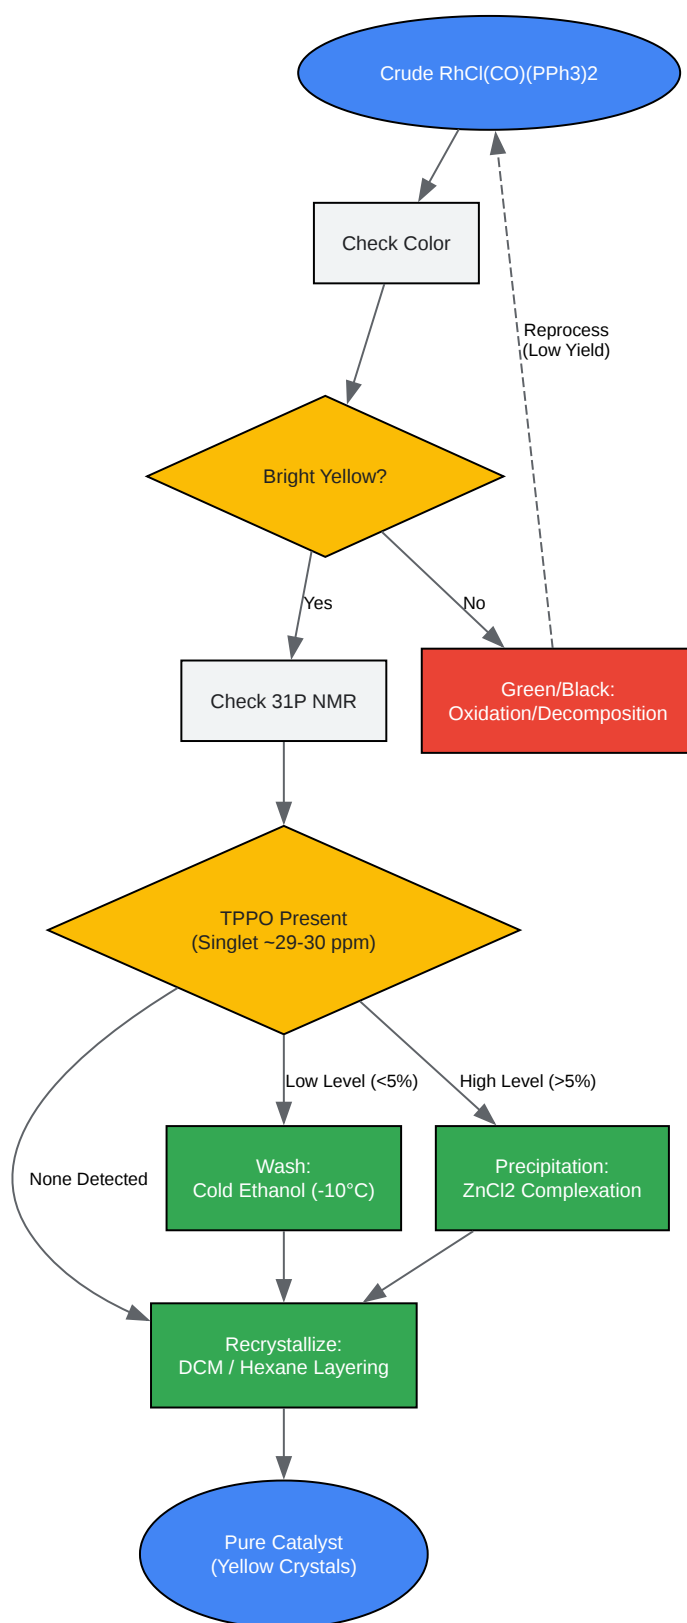 Crude RhCl(CO)(PPh3)2
Check Color
Reprocess
(Low Yield)
Bright Yellow?
Yes
No
Check 31P NMR
Green/Black:
Oxidation/Decomposition
TPPO Present
(Singlet ~29-30 ppm)
Low Level (<5%)
High Level (>5%)
None Detected
Wash:
Cold Ethanol (-10°C)
Precipitation:
ZnCl2 Complexation
Recrystallize:
DCM / Hexane Layering
Pure Catalyst
(Yellow Crystals)